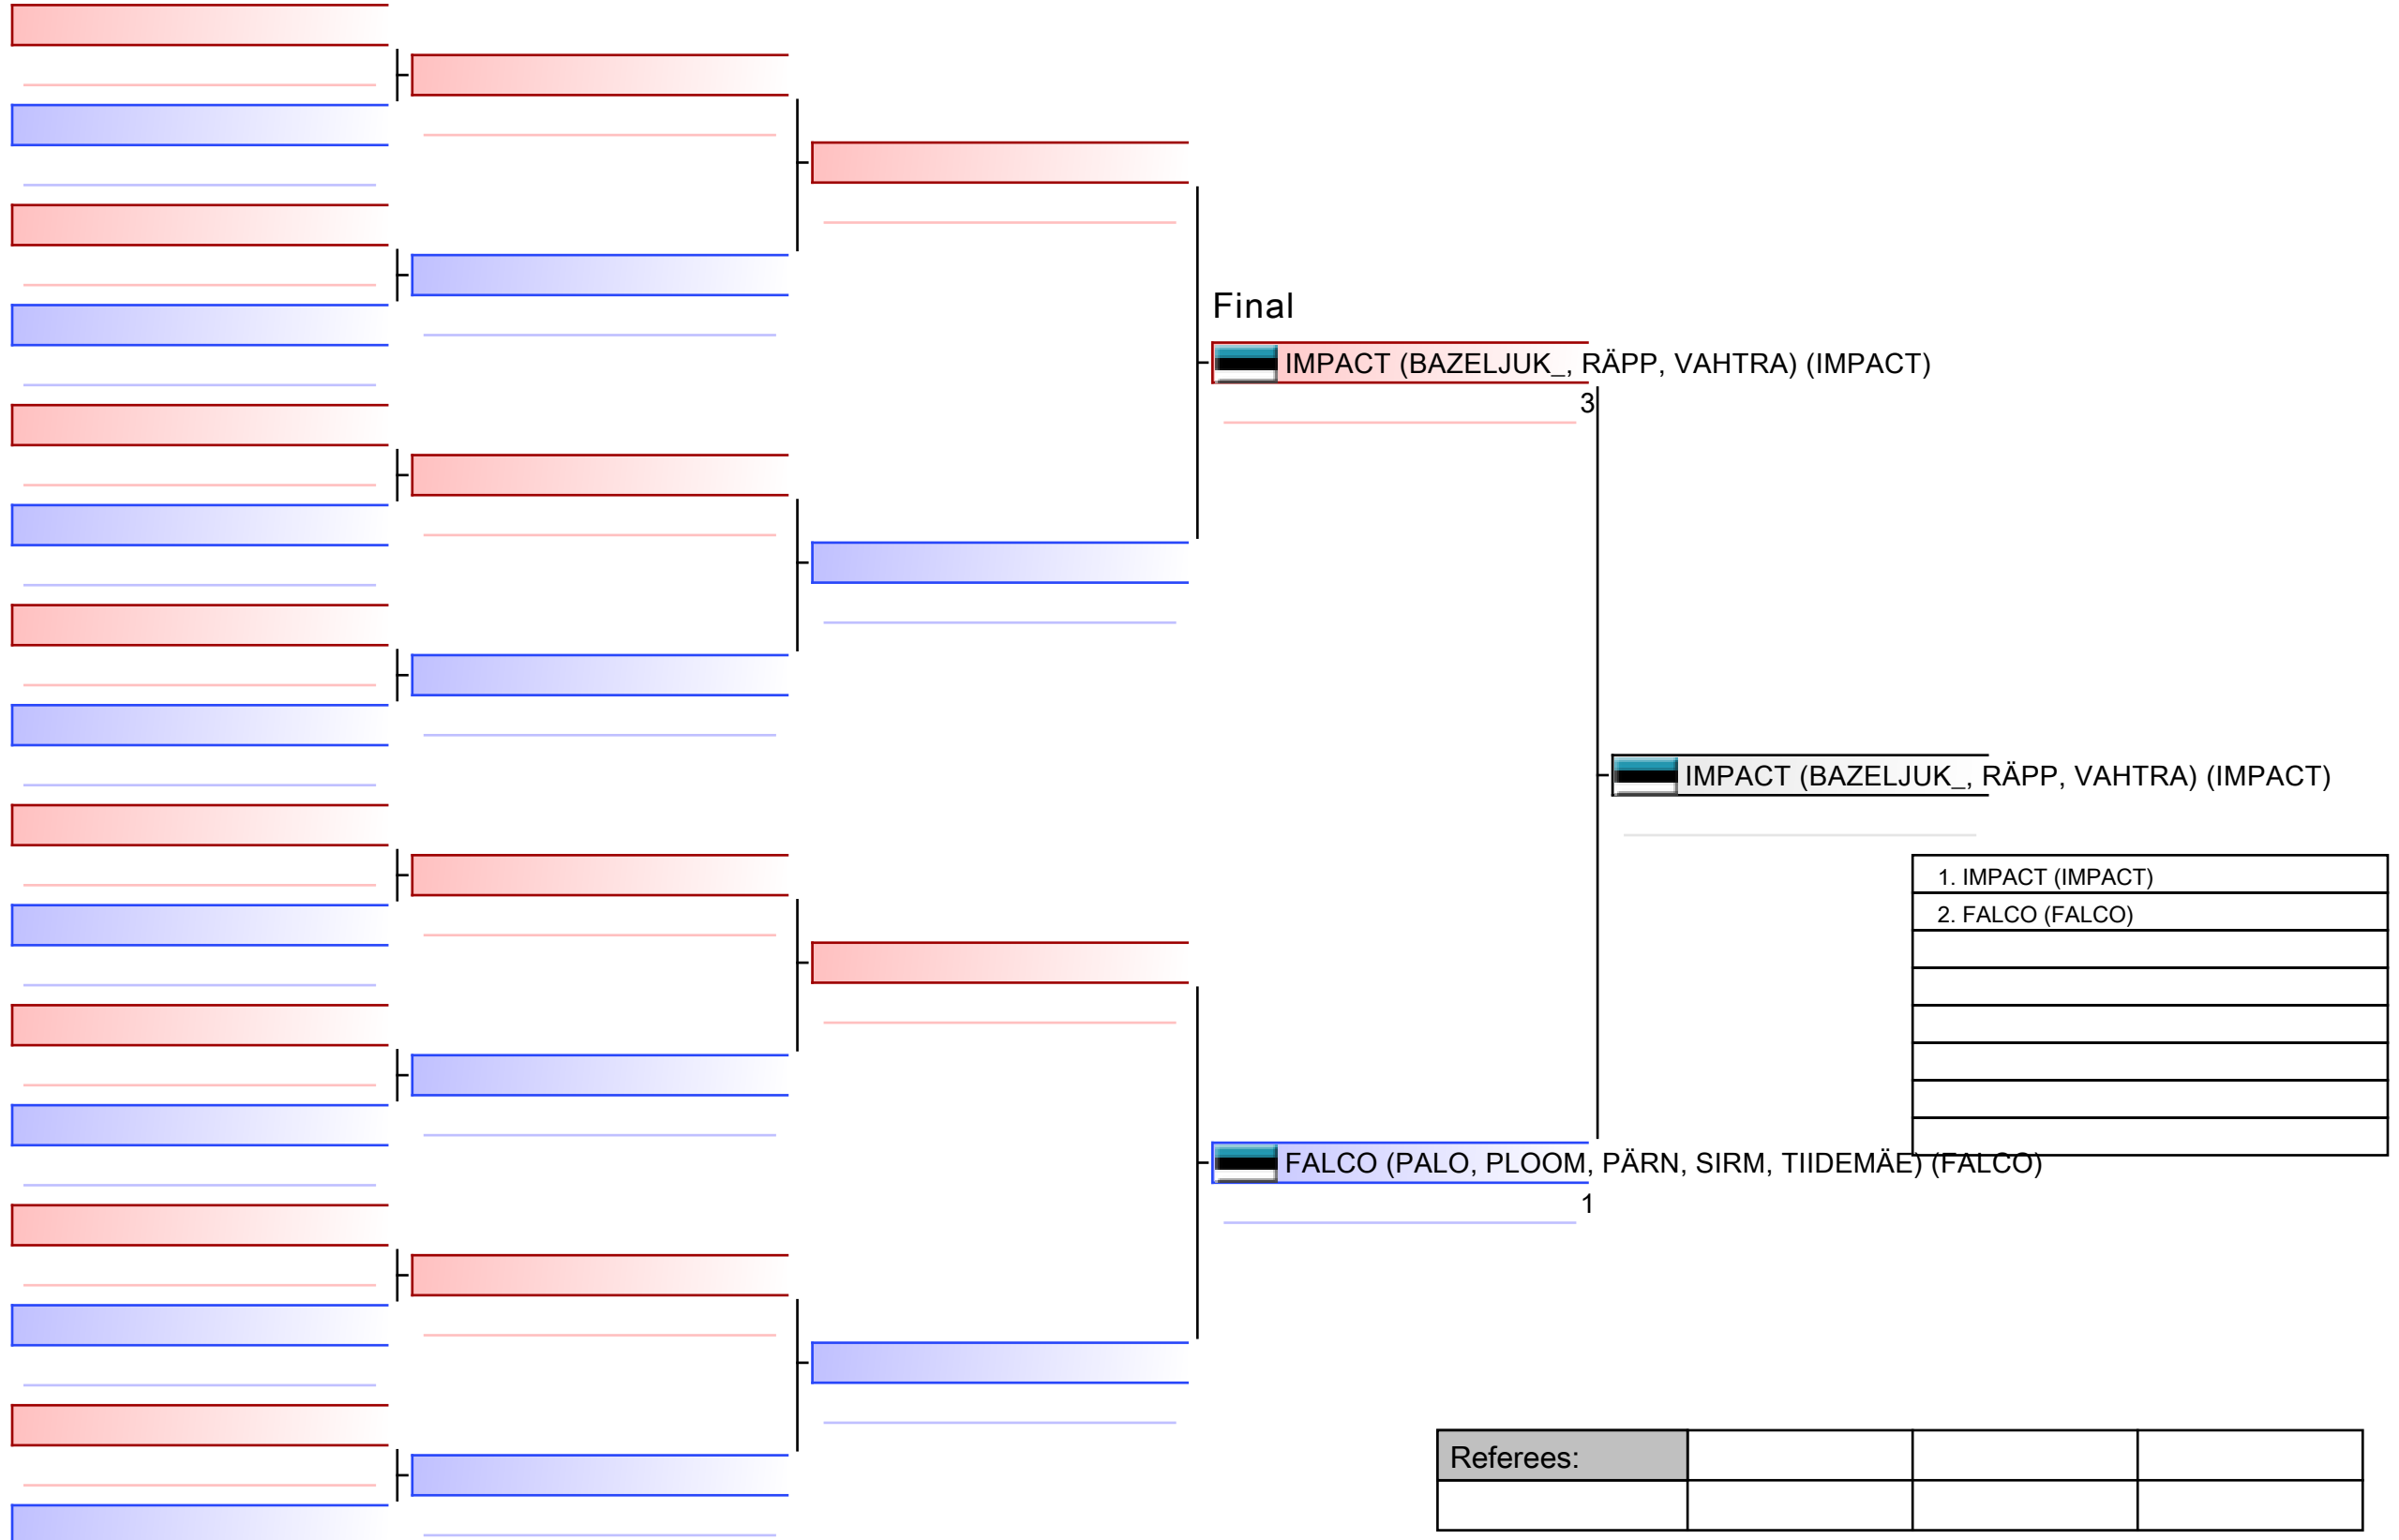 Final
IMPACT (BAZELJUK_, RÄPP, VAHTRA) (IMPACT)
3
IMPACT (BAZELJUK_, RÄPP, VAHTRA) (IMPACT)
1. IMPACT (IMPACT)
2. FALCO (FALCO)
FALCO (PALO, PLOOM, PÄRN, SIRM, TIIDEMÄE) (FALCO)
1
Referees: